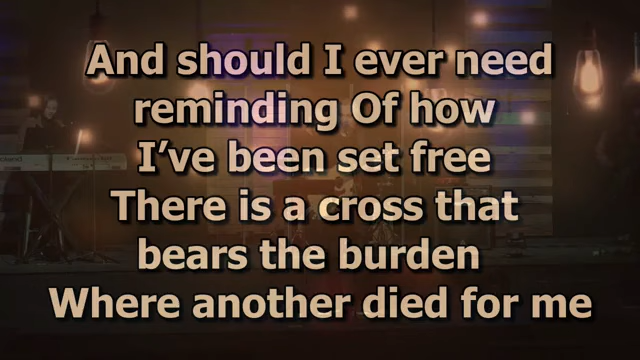 And should I ever need
reminding Of how
I've been set free
There is a cross that
bears the burden
Where another died for me